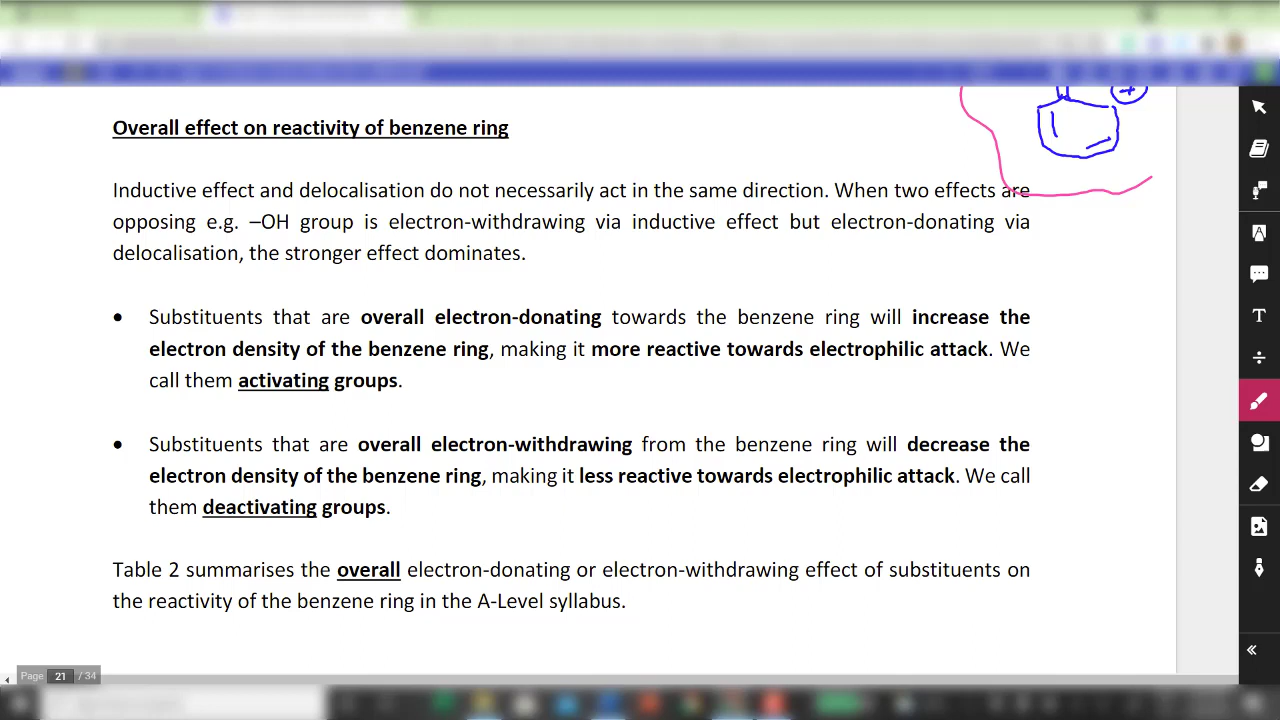 Overall effect on reactivity of benzene ring
Inductive effect and delocalisation do not necessarily act in the same direction. When two effects are
opposing e.g. –OH group is electron-withdrawing via inductive effect but electron-donating via
delocalisation, the stronger effect dominates.
• Substituents that are overall electron-donating towards the benzene ring will increase the
electron density of the benzene ring, making it more reactive towards electrophilic attack. We
call them activating groups.
• Substituents that are overall electron-withdrawing from the benzene ring will decrease the
electron density of the benzene ring, making it less reactive towards electrophilic attack. We call
them deactivating groups.
Table 2 summarises the overall electron-donating or electron-withdrawing effect of substituents on
the reactivity of the benzene ring in the A-Level syllabus.
Page 21 / 34